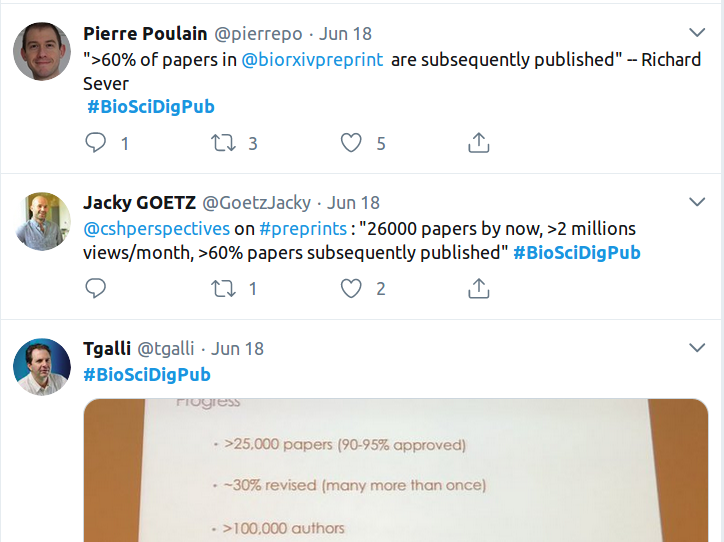 Pierre Poulain @pierrepo · Jun 18
">60% of papers in @biorxivpreprint are subsequently published" -- Richard
Sever
#BioSciDigPub
1 3 5
Jacky GOETZ @GoetzJacky · Jun 18
@cshperspectives on #preprints : "26000 papers by now, >2 millions
views/month, >60% papers subsequently published" #BioSciDigPub
1 2
Tgalli @tgalli · Jun 18
#BioSciDigPub
Progress
· >25,000 papers (90-95% approved)
· ~30% revised (many more than once)
· >100,000 authors